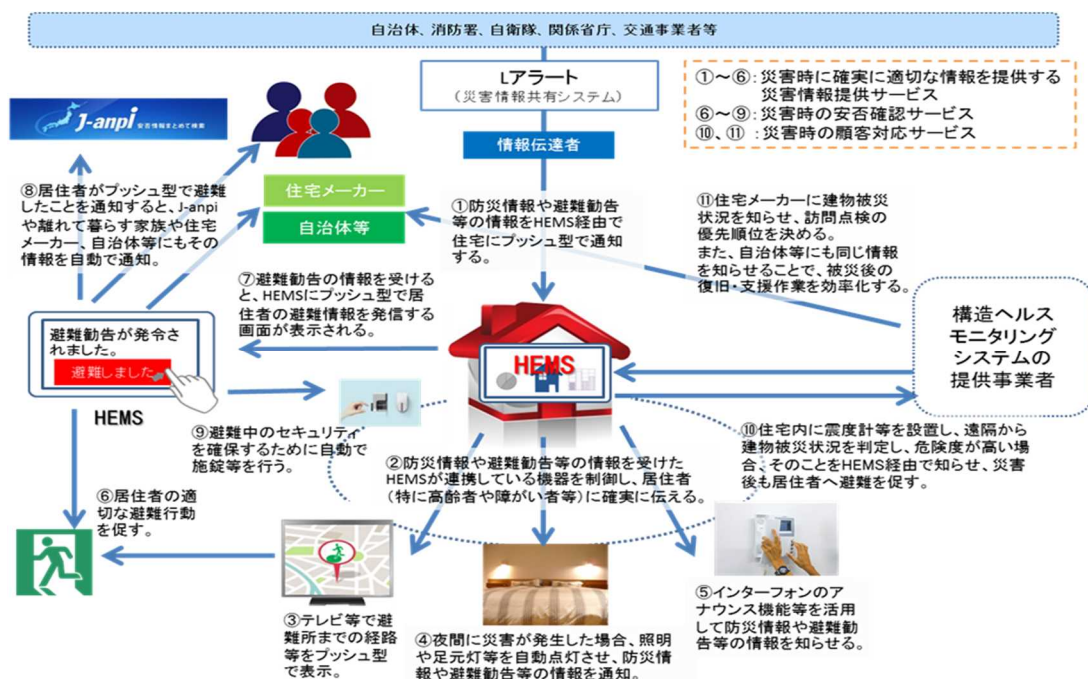 自治体、消防署、自衛隊、関係省庁、交通事業者等
Lアラート
（災害情報共有システム）
情報伝達者
①～⑥：災害時に確実に適切な情報を提供する
災害情報提供サービス
⑥～⑨：災害時の安否確認サービス
⑩、⑪ ：災害時の顧客対応サービス
J-anpi 安否情報まとめて検索
住宅メーカー
自治体等
⑧居住者がプッシュ型で避難
したことを通知すると、J-anpi
や離れて暮らす家族や住宅
メーカー、自治体等にもその
情報を自動で通知。
①防災情報や避難勧告
等の情報をHEMS経由で
住宅にプッシュ型で通知
する。
⑪住宅メーカーに建物被災
状況を知らせ、訪問点検の
優先順位を決める。
また、自治体等にも同じ情報
を知らせることで、被災後の
復旧・支援作業を効率化する。
⑦避難勧告の情報を受ける
と、HEMSにプッシュ型で居
住者の避難情報を発信する
画面が表示される。
避難勧告が発令さ
れました。
避難しました
HEMS
HEMS
構造ヘルス
モニタリング
システムの
提供事業者
⑨避難中のセキュリティ
を確保するために自動で
施錠等を行う。
②防災情報や避難勧告等の情報を受けた
HEMSが連携している機器を制御し、居住者
（特に高齢者や障がい者等）に確実に伝える。
⑩住宅内に震度計等を設置し、遠隔から
建物被災状況を判定し、危険度が高い場
合、そのことをHEMS経由で知らせ、災害
後も居住者へ避難を促す。
⑥居住者の適
切な避難行動
を促す。
③テレビ等で避
難所までの経路
等をプッシュ型
で表示。
④夜間に災害が発生した場合、照明
や足元灯等を自動点灯させ、防災情
報や避難勧告等の情報を通知。
⑤インターフォンのア
ナウンス機能等を活用
して防災情報や避難勧
告等の情報を知らせる。